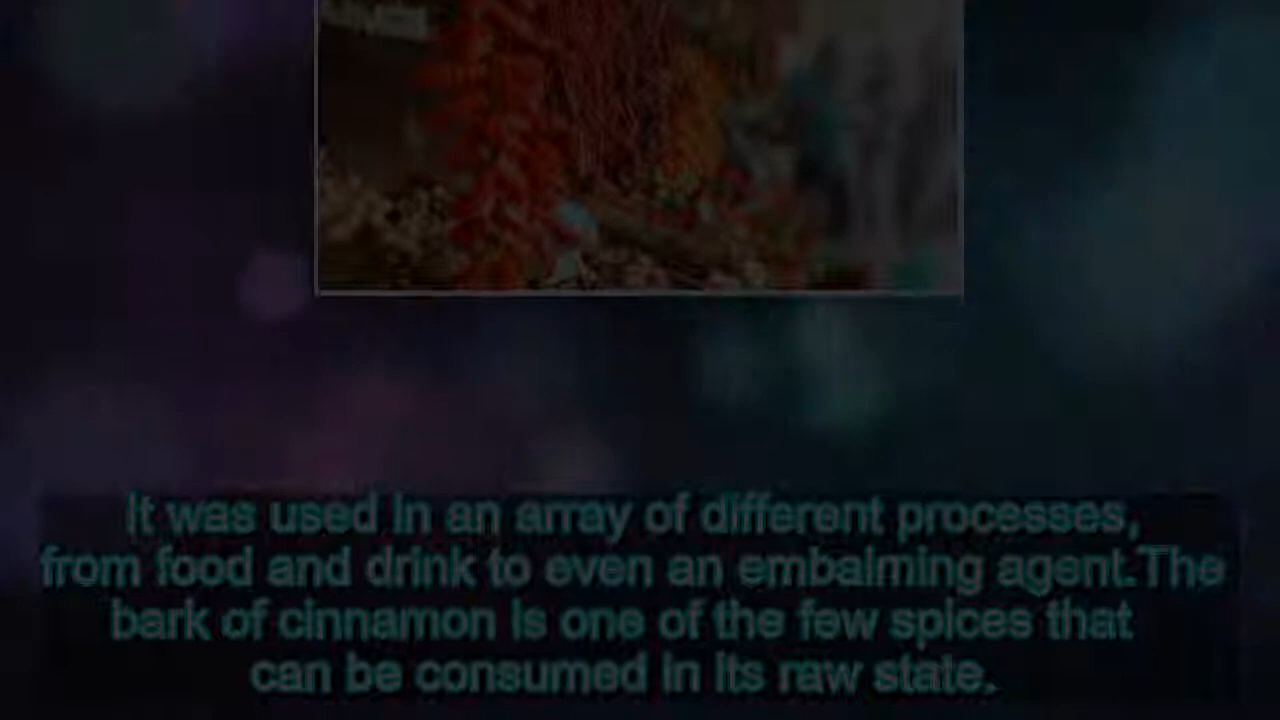 It was used in an array of different processes,
from food and drink to even an embalming agent.The
bark of cinnamon is one of the few spices that
can be consumed in its raw state.